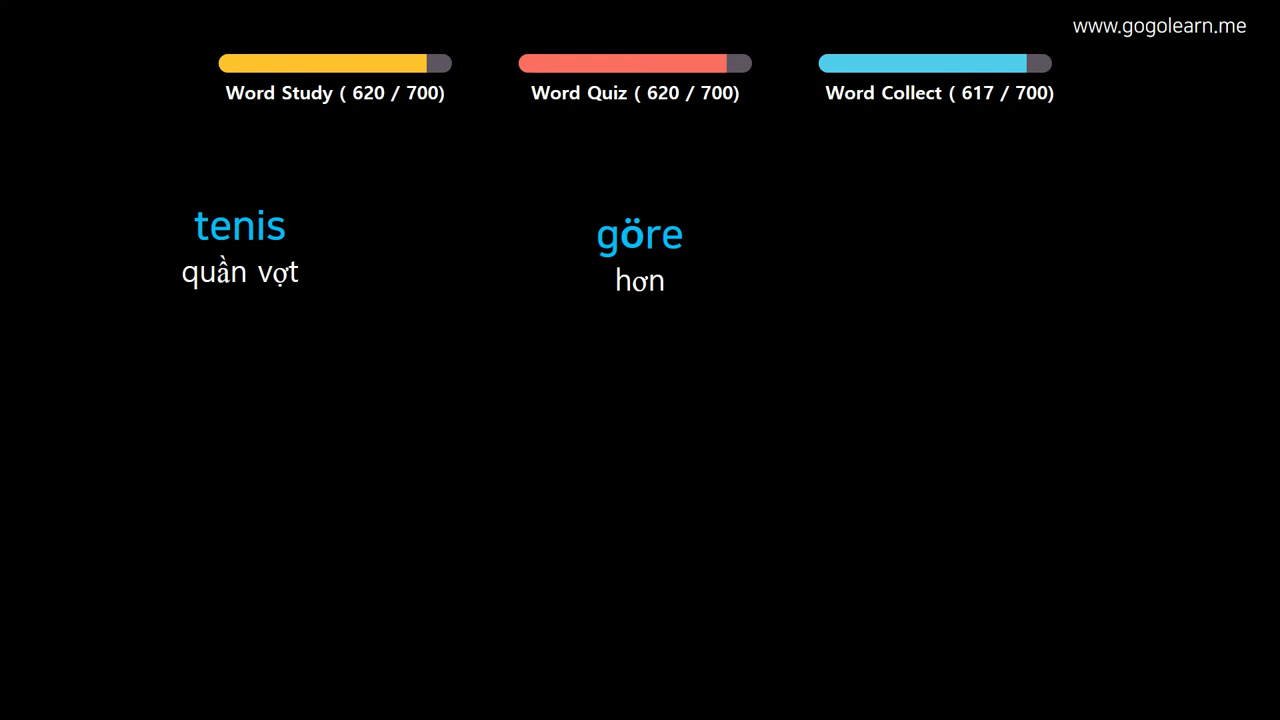 www.gogolearn.me
Word Study ( 620 / 700)
Word Quiz ( 620 / 700)
Word Collect ( 617 / 700)
tenis
quần vợt
göre
hơn